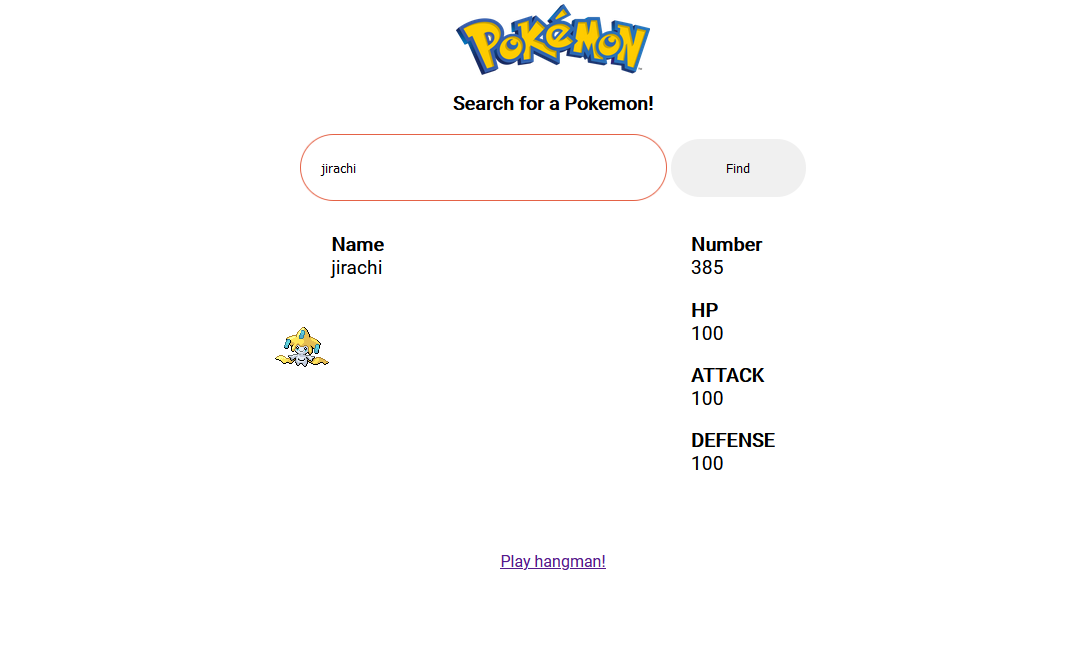 POKéMON
Search for a Pokemon!
jirachi
Find
Name
jirachi
Number
385
HP
100
ATTACK
100
DEFENSE
100
Play hangman!